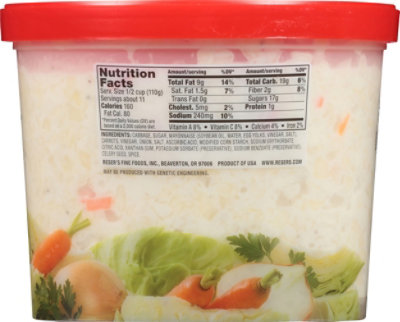 Nutrition
Facts
Serv. Size 1/2 cup (110g)
Servings about 11
Calories 160
Fat Cal. 80
*Percent Daily Values (DV) are
based on a 2,000 calorie diet.
Amount/serving %DV*
Total Fat 9g 14%
Sat. Fat 1.5g 7%
Trans Fat 0g
Cholest. 5mg 2%
Sodium 240mg 10%
Amount/serving %DV*
Total Carb. 19g 6%
Fiber 2g 8%
Sugars 17g
Protein 1g
Vitamin A 8% • Vitamin C 8% • Calcium 4% • Iron 2%
INGREDIENTS: CABBAGE, SUGAR, MAYONNAISE (SOYBEAN OIL, WATER, EGG YOLKS, VINEGAR, SALT),
CARROTS, VINEGAR, ONION, SALT, ASCORBIC ACID, MODIFIED CORN STARCH, SODIUM ERYTHORBATE,
CITRIC ACID, XANTHAN GUM, POTASSIUM SORBATE (PRESERVATIVE), SODIUM BENZOATE (PRESERVATIVE),
CELERY SEED, SPICE.
RESER'S FINE FOODS, INC., BEAVERTON, OR 97006 PRODUCT OF USA WWW.RESERS.COM
MAY BE PRODUCED WITH GENETIC ENGINEERING.